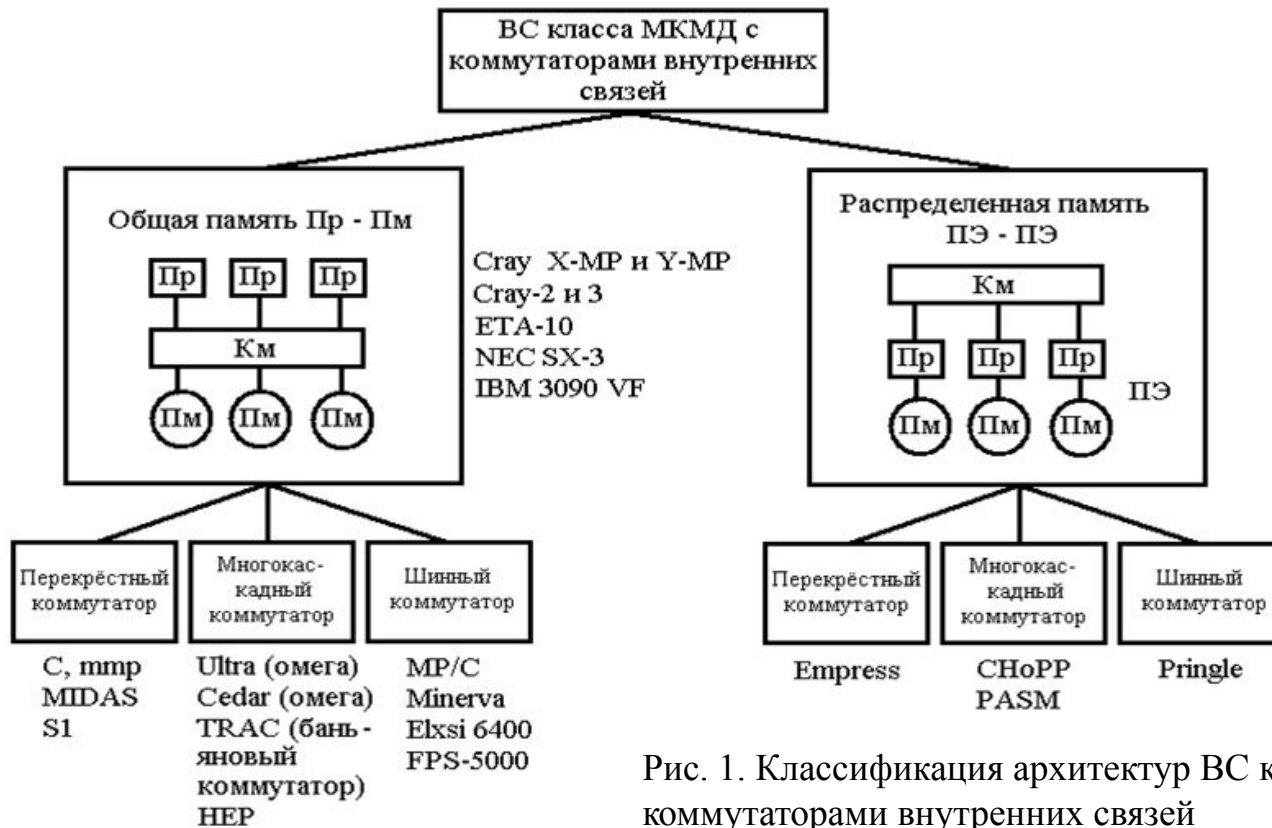 ВС класса МКМД с
коммутаторами внутренних
связей
Общая память Пр - Пм
Пр Пр Пр
Км
Пм Пм Пм
Cray X-MP и Y-MP
Cray-2 и 3
ETA-10
NEC SX-3
IBM 3090 VF
Распределенная память
ПЭ - ПЭ
Км
Пр Пр Пр
ПЭ
Пм Пм Пм
Перекрёстный
коммутатор
Многокас-
кадный
коммутатор
Шинный
коммутатор
C, mmp
MIDAS
S1
Ultra (омега)
Cedar (омега)
TRAC (бань -
яновый
коммутатор)
HEP
MP/C
Minerva
Elxsi 6400
FPS-5000
Перекрёстный
коммутатор
Многокас-
кадный
коммутатор
Шинный
коммутатор
Empress
CHoPP
PASM
Pringle
Рис. 1. Классификация архитектур ВС к
коммутаторами внутренних связей